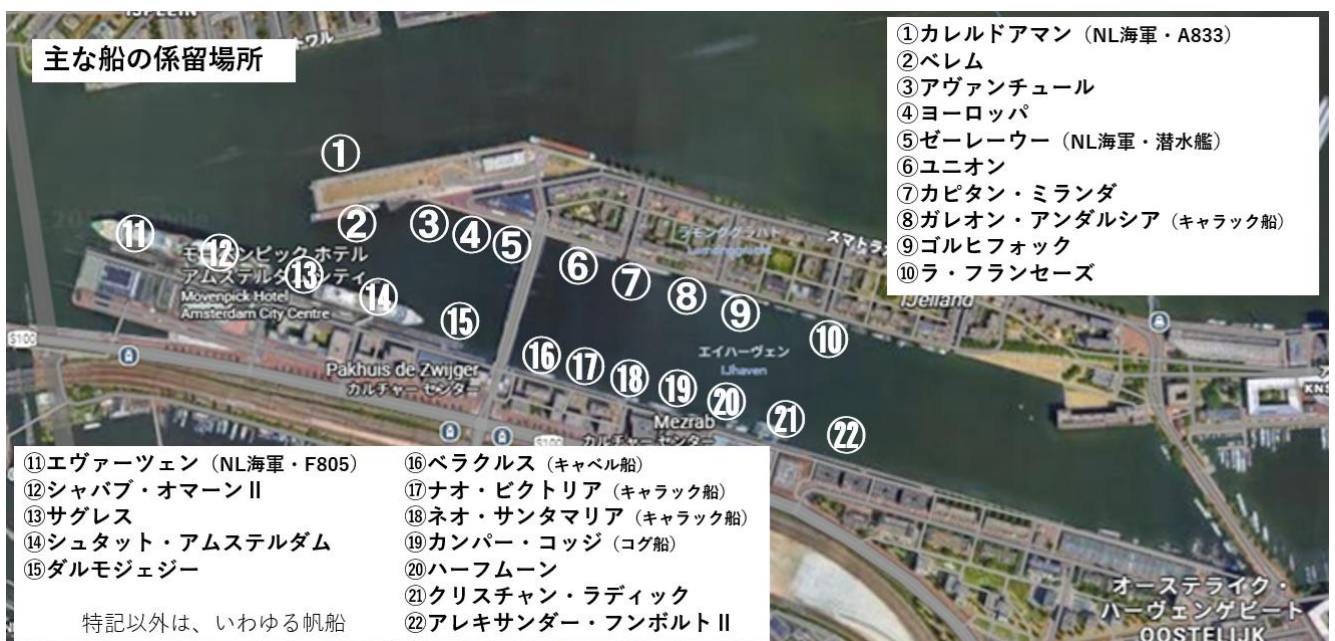 主な船の係留場所
①カレルドアマン（NL海軍・A833）
②ベレム
③アヴァンチュール
④ヨーロッパ
⑤ゼーレーウー（NL海軍・潜水艦）
⑥ユニオン
⑦カピタン・ミランダ
⑧ガレオン・アンダルシア（キャラック船）
⑨ゴルヒフォック
⑩ラ・フランセーズ
①
②
③
④
⑤
⑥
⑦
⑧
⑨
⑩
⑪
⑫
⑬
⑭
⑮
⑯
⑰
⑱
⑲
⑳
㉑
㉒
アムステルダム
Mövenpick Hotel
Amsterdam City Centre
S100
Pakhuis de Zwijger
カルチャー センター
エイハーヴェン
IJhaven
Mezrab
カルチャー センター
S100
IJelland
オーステライク・
ハーヴェンゲビート
OOSTELIJK
⑪エヴァーツェン（NL海軍・F805）
⑫シャバブ・オマーンⅡ
⑬サグレス
⑭シュタット・アムステルダム
⑮ダルモジェジー
特記以外は、いわゆる帆船
⑯ベラクルス（キャベル船）
⑰ナオ・ビクトリア（キャラック船）
⑱ネオ・サンタマリア（キャラック船）
⑲カンパー・コッジ（コグ船）
⑳ハーフムーン
㉑クリスチャン・ラディック
㉒アレキサンダー・フンボルトⅡ